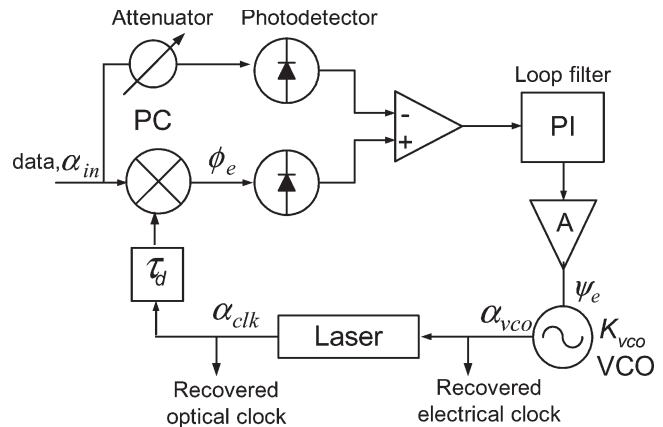 Attenuator
Photodetector
Loop filter
PC
-
+
PI
data, α_in
ϕ_e
A
τ_d
ψ_e
α_clk
Laser
α_vco
K_vco
VCO
Recovered
optical clock
Recovered
electrical clock